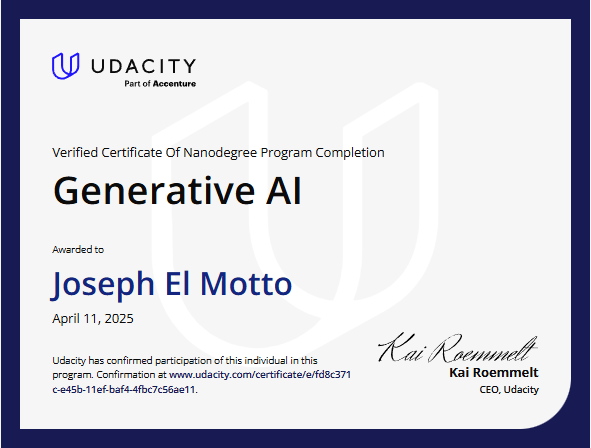 UDACITY
Part of Accenture
Verified Certificate Of Nanodegree Program Completion
Generative AI
Awarded to
Joseph El Motto
April 11, 2025
Udacity has confirmed participation of this individual in this
program. Confirmation at www.udacity.com/certificate/e/fd8c371
c-e45b-11ef-baf4-4fbc7c56ae11.
Kai Roemmelt
Kai Roemmelt
CEO, Udacity